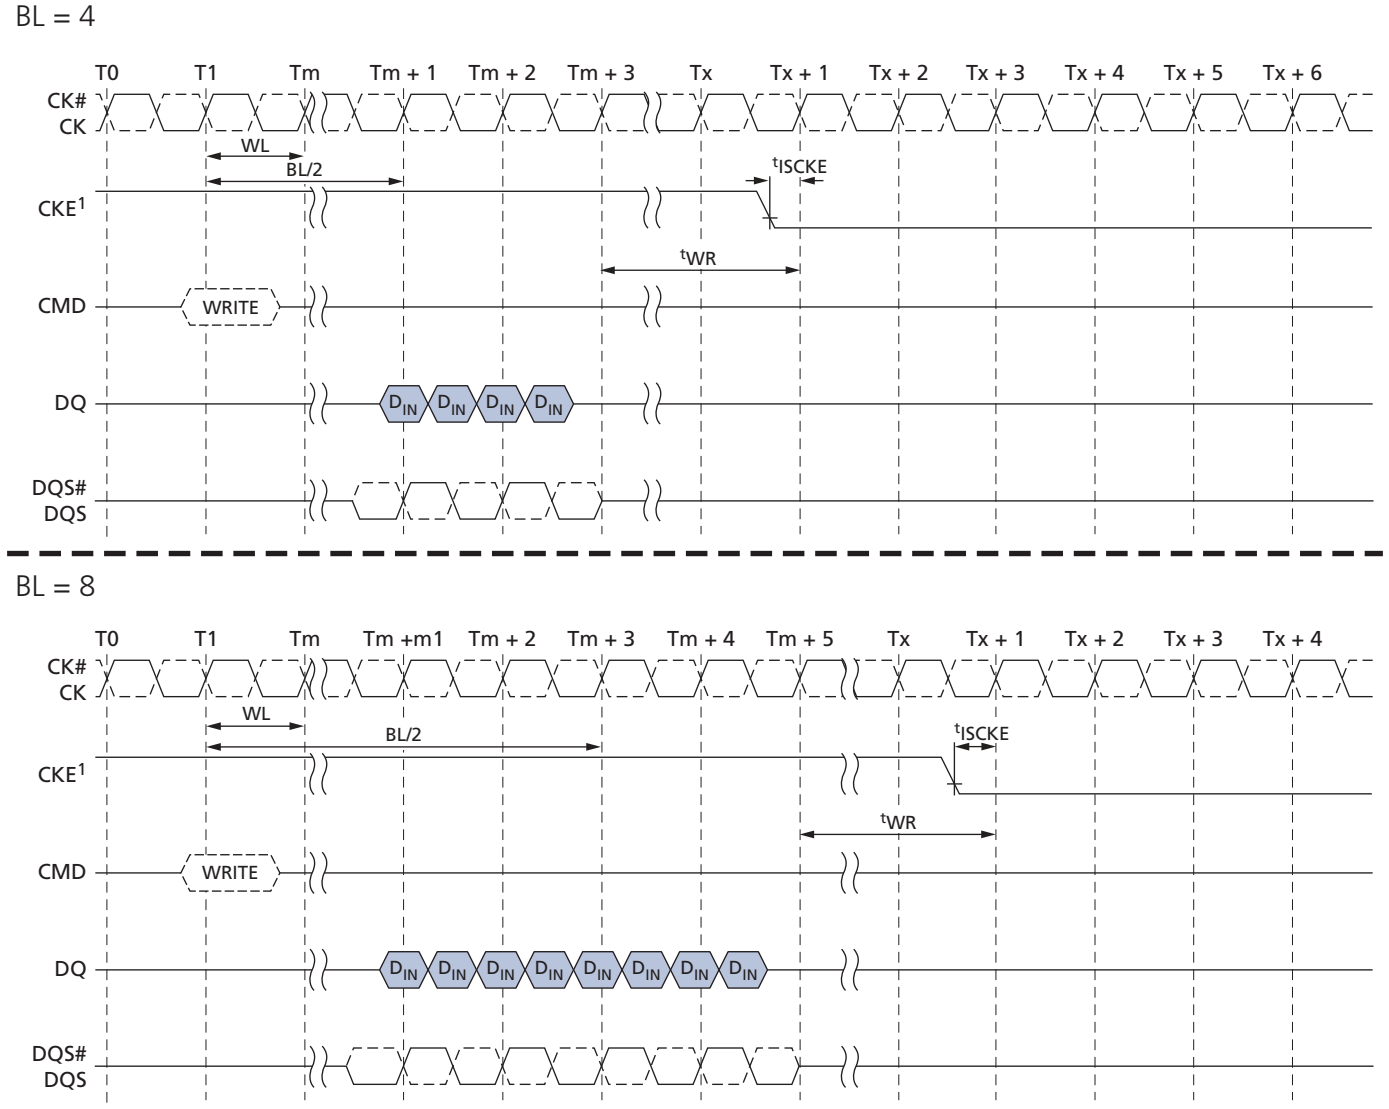 BL = 4
T0 T1 Tm Tm + 1 Tm + 2 Tm + 3 Tx Tx + 1 Tx + 2 Tx + 3 Tx + 4 Tx + 5 Tx + 6
CK#
CK
WL
BL/2
tISCKE
CKE1
tWR
CMD WRITE
DQ DIN DIN DIN DIN
DQS#
DQS
BL = 8
T0 T1 Tm Tm +m1 Tm + 2 Tm + 3 Tm + 4 Tm + 5 Tx Tx + 1 Tx + 2 Tx + 3 Tx + 4
CK#
CK
WL
BL/2 tISCKE
CKE1
tWR
CMD WRITE
DQ DIN DIN DIN DIN DIN DIN DIN DIN
DQS#
DQS